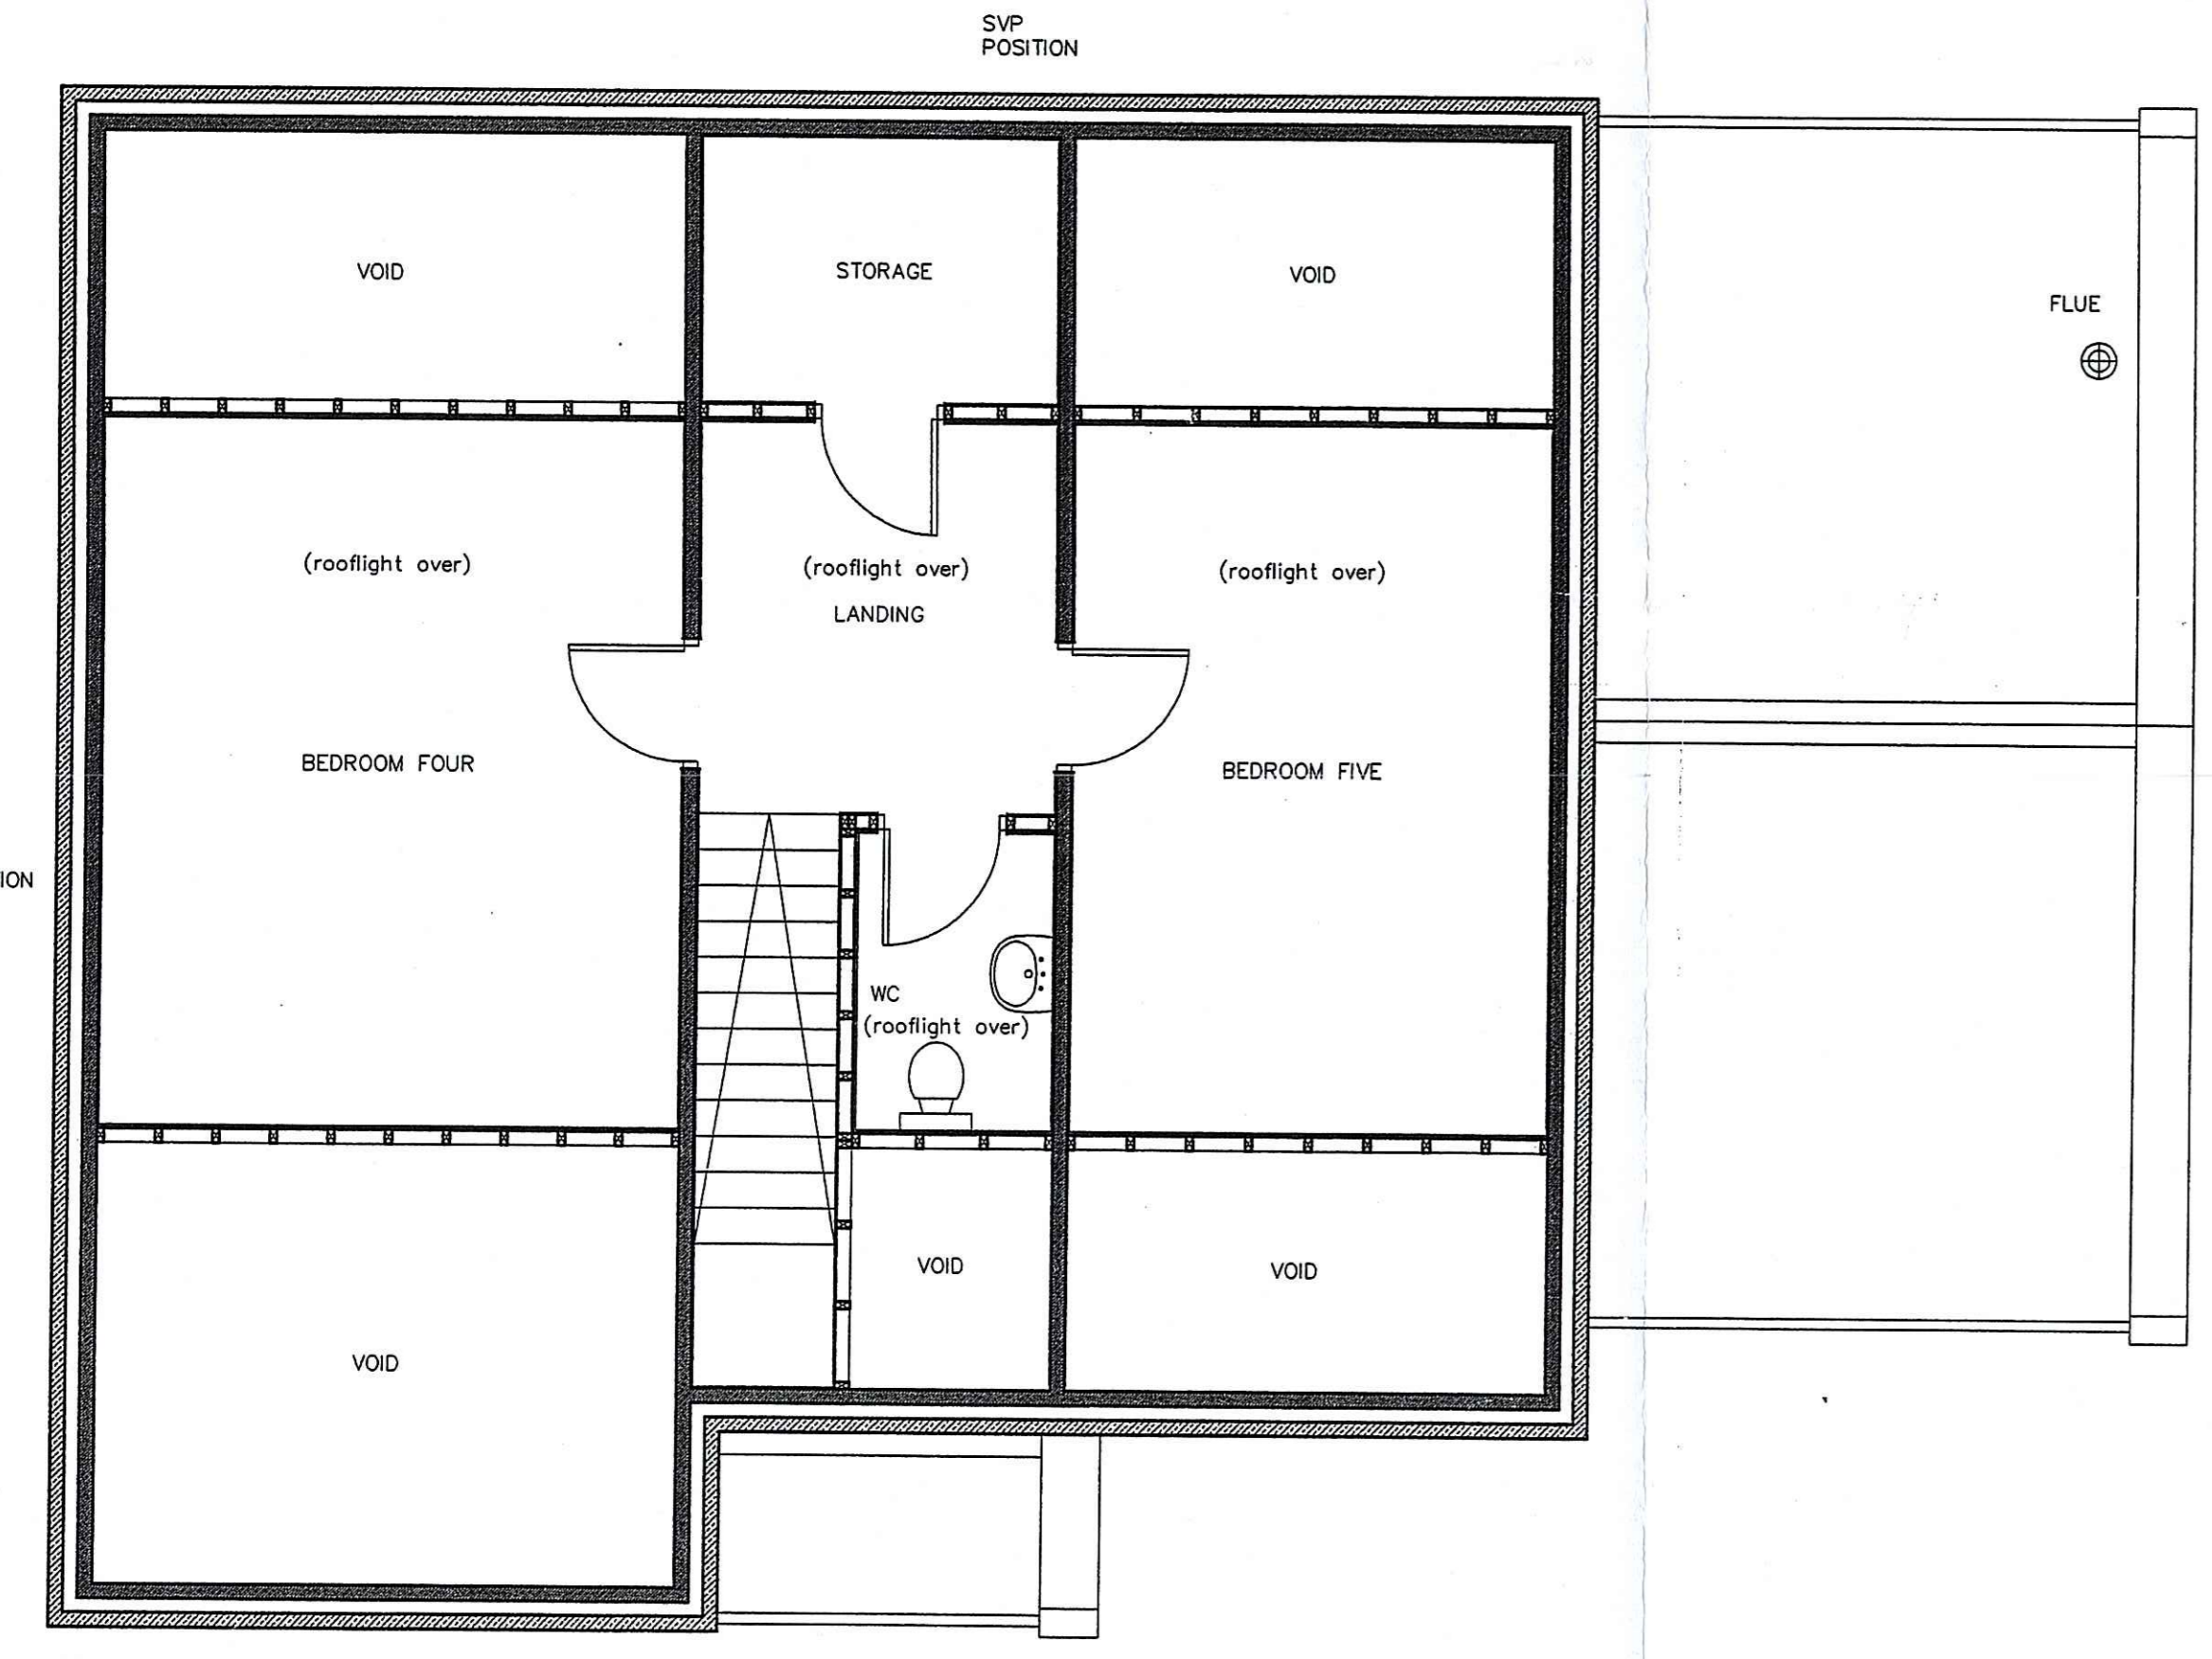 SVP
POSITION
VOID
STORAGE
VOID
FLUE
(rooflight over)
(rooflight over)
LANDING
(rooflight over)
BEDROOM FOUR
BEDROOM FIVE
ION
WC
(rooflight over)
VOID
VOID
VOID